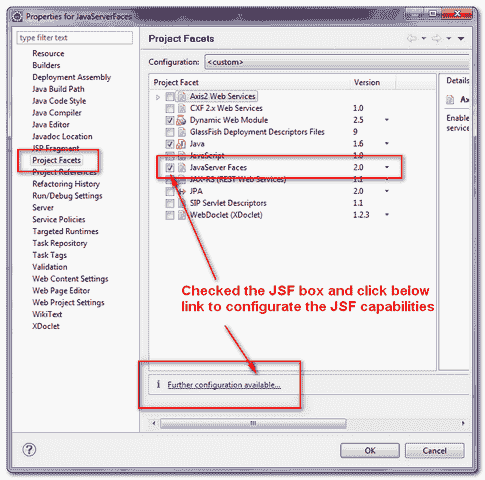 Properties for JavaServerFaces
type filter text
Resource
Builders
Deployment Assembly
Java Build Path
Java Code Style
Java Compiler
Java Editor
Javadoc Location
JSP Fragment
Project Facets
Project References
Refactoring History
Run/Debug Settings
Server
Service Policies
Targeted Runtimes
Task Repository
Task Tags
Validation
Web Content Settings
Web Page Editor
Web Project Settings
WikiText
XDoclet
Project Facets
Configuration: <custom>
Project Facet Version
Axis2 Web Services
CXF 2.x Web Services 1.0
Dynamic Web Module 2.5
GlassFish Deployment Descriptors Files 9
Java 1.6
JavaScript 1.0
JavaServer Faces 2.0
JAX-RS (REST Web Services) 1.1
JPA 2.0
SIP Servlet Descriptors 1.1
WebDoclet (XDoclet) 1.2.3
Details
Ax
Enable
service
Checked the JSF box and click below
link to configurate the JSF capabilities
i Further configuration available...
? OK Cancel